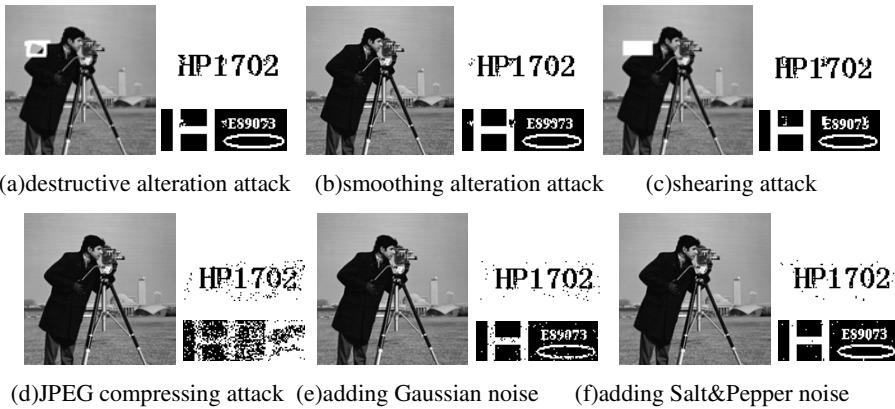 HP1702
E89073
(a)destructive alteration attack
HP1702
E89973
(b)smoothing alteration attack
HP1702
E89073
(c)shearing attack
HP1702
(d)JPEG compressing attack
HP1702
E89073
(e)adding Gaussian noise
HP1702
E89073
(f)adding Salt&Pepper noise